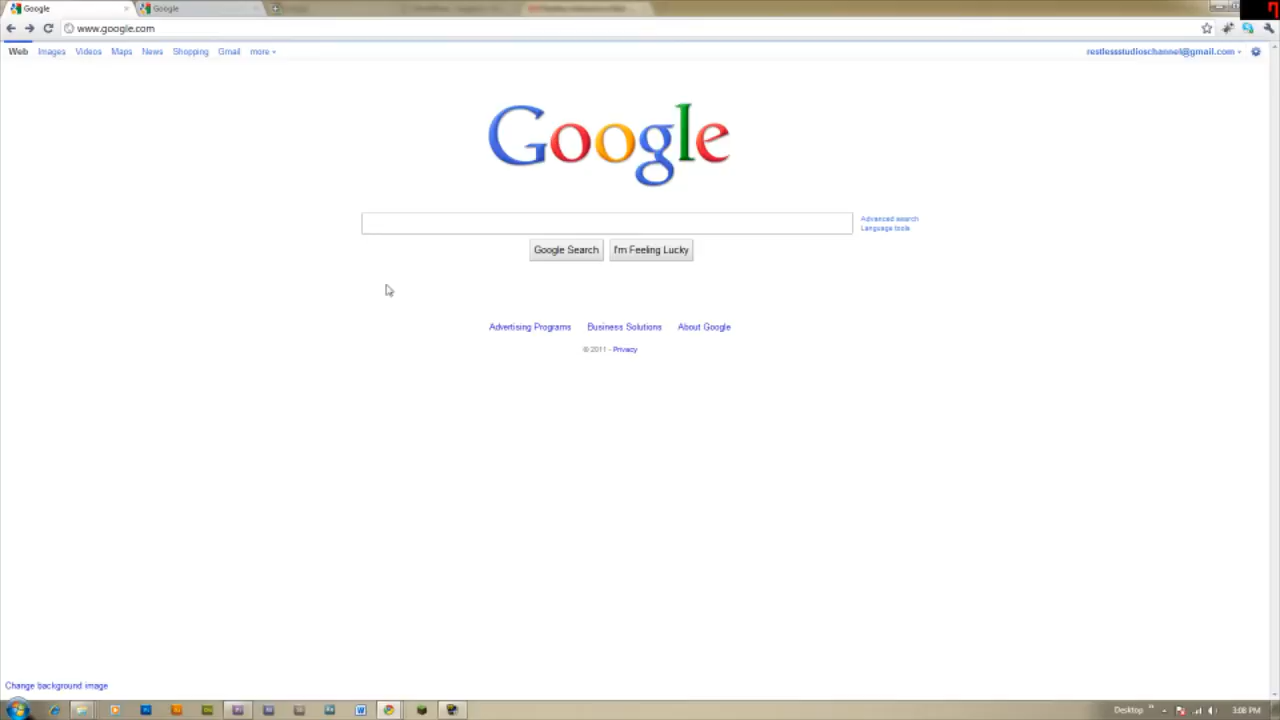 Google
Google
www.google.com
Web Images Videos Maps News Shopping Gmail more
restlessstudioschannel@gmail.com
Google
Advanced search
Language tools
Google Search
I'm Feeling Lucky
Advertising Programs Business Solutions About Google
© 2011 - Privacy
Change background image
Desktop
3:08 PM